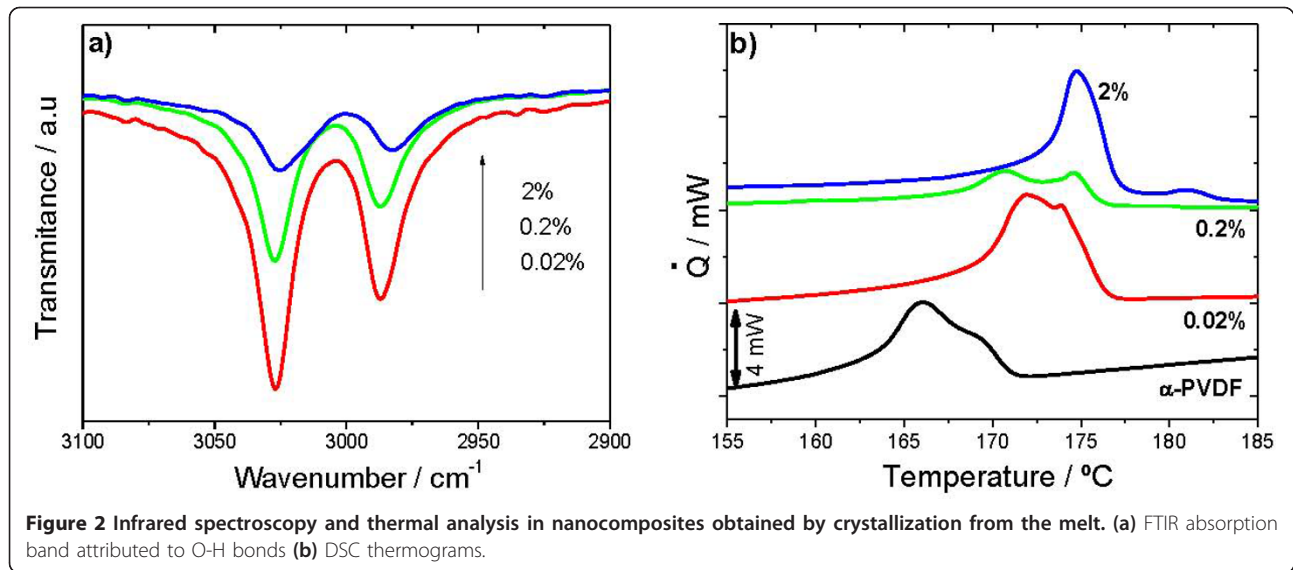 a)
Transmitance / a.u
2%
0.2%
0.02%
3100 3050 3000 2950 2900
Wavenumber / cm⁻¹
b)
Q̇ / mW
2%
0.2%
0.02%
4 mW
α-PVDF
155 160 165 170 175 180 185
Temperature / ºC
Figure 2 Infrared spectroscopy and thermal analysis in nanocomposites obtained by crystallization from the melt. (a) FTIR absorption
band attributed to O-H bonds (b) DSC thermograms.